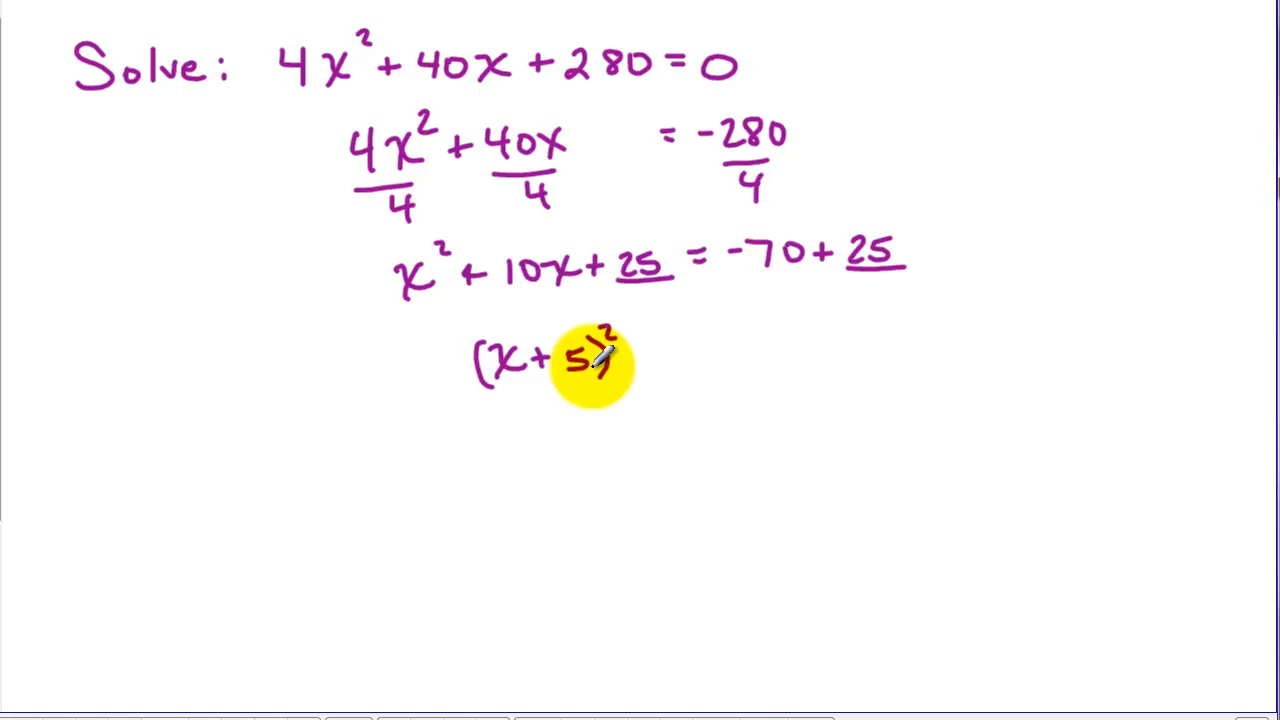 Solve: 4x² + 40x + 280 = 0
4x²/4 + 40x/4 = -280/4
x² + 10x + 25 = -70 + 25
(x + 5)²